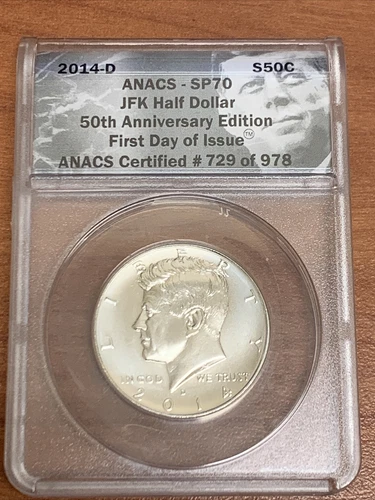 2014-D S50C
ANACS - SP70
JFK Half Dollar
50th Anniversary Edition
First Day of Issue™
ANACS Certified # 729 of 978
LIBERTY
IN GOD WE TRUST
D
2014